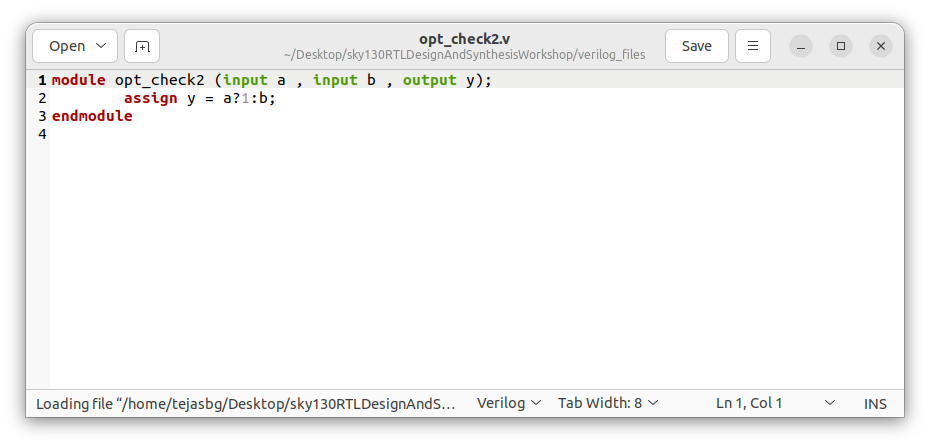 Open
opt_check2.v
~/Desktop/sky130RTLDesignAndSynthesisWorkshop/verilog_files
Save
1 module opt_check2 (input a , input b , output y);
2 assign y = a?1:b;
3 endmodule
4
Loading file “/home/tejasbg/Desktop/sky130RTLDesignAndS… Verilog Tab Width: 8 Ln 1, Col 1 INS